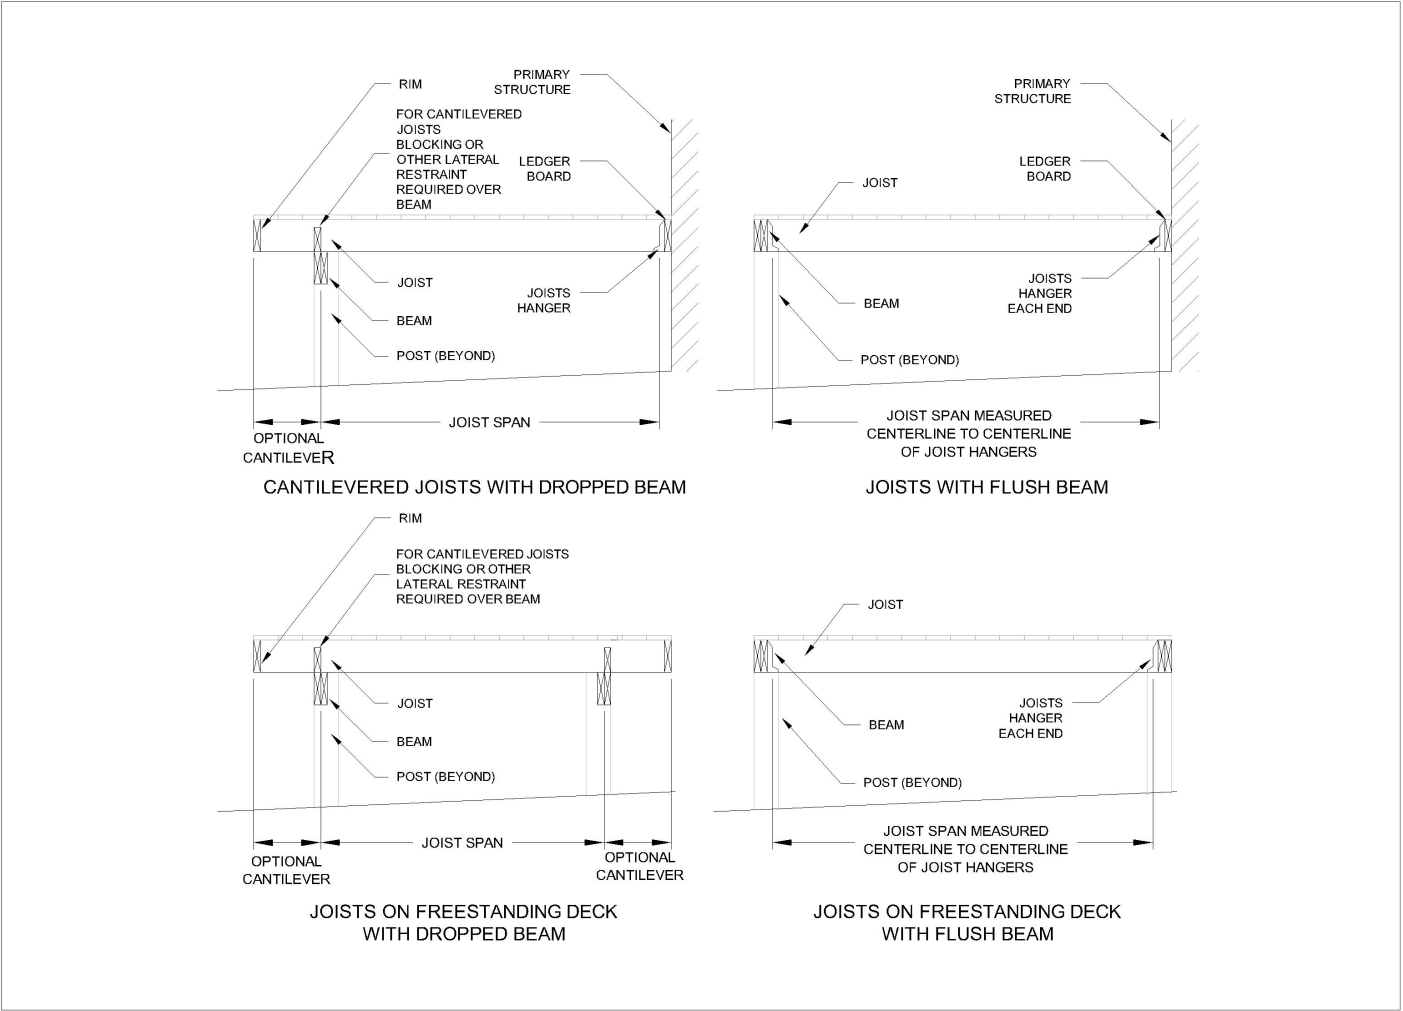 RIM
FOR CANTILEVERED
JOISTS
BLOCKING OR
OTHER LATERAL
RESTRAINT
REQUIRED OVER
BEAM
PRIMARY
STRUCTURE
LEDGER
BOARD
JOIST
BEAM
POST (BEYOND)
JOISTS
HANGER
JOIST SPAN
OPTIONAL
CANTILEVER
CANTILEVERED JOISTS WITH DROPPED BEAM
PRIMARY
STRUCTURE
LEDGER
BOARD
JOIST
JOISTS
HANGER
EACH END
BEAM
POST (BEYOND)
JOIST SPAN MEASURED
CENTERLINE TO CENTERLINE
OF JOIST HANGERS
JOISTS WITH FLUSH BEAM
RIM
FOR CANTILEVERED JOISTS
BLOCKING OR OTHER
LATERAL RESTRAINT
REQUIRED OVER BEAM
JOIST
BEAM
POST (BEYOND)
JOIST SPAN
OPTIONAL
CANTILEVER
OPTIONAL
CANTILEVER
JOISTS ON FREESTANDING DECK
WITH DROPPED BEAM
JOIST
JOISTS
HANGER
EACH END
BEAM
POST (BEYOND)
JOIST SPAN MEASURED
CENTERLINE TO CENTERLINE
OF JOIST HANGERS
JOISTS ON FREESTANDING DECK
WITH FLUSH BEAM